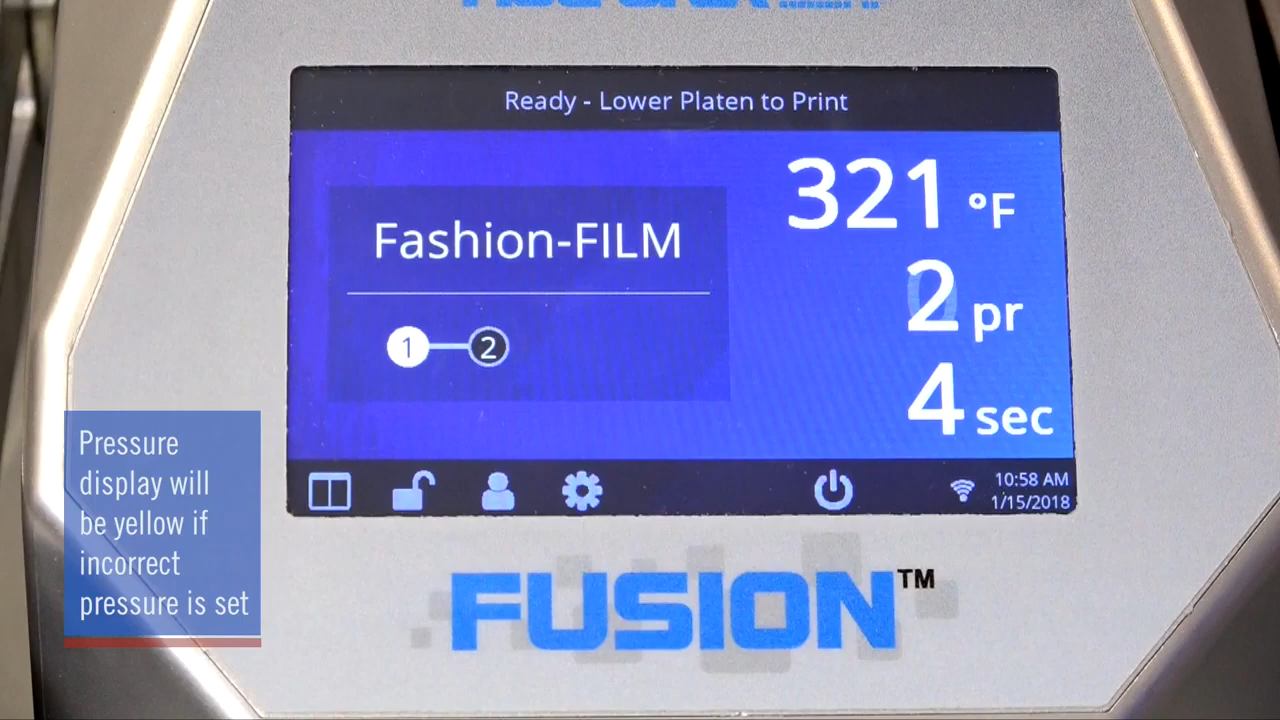 Ready - Lower Platen to Print
321 °F
Fashion-FILM
2 pr
1 2
4 sec
10:58 AM
1/15/2018
Pressure
display will
be yellow if
incorrect
pressure is set
FUSION™